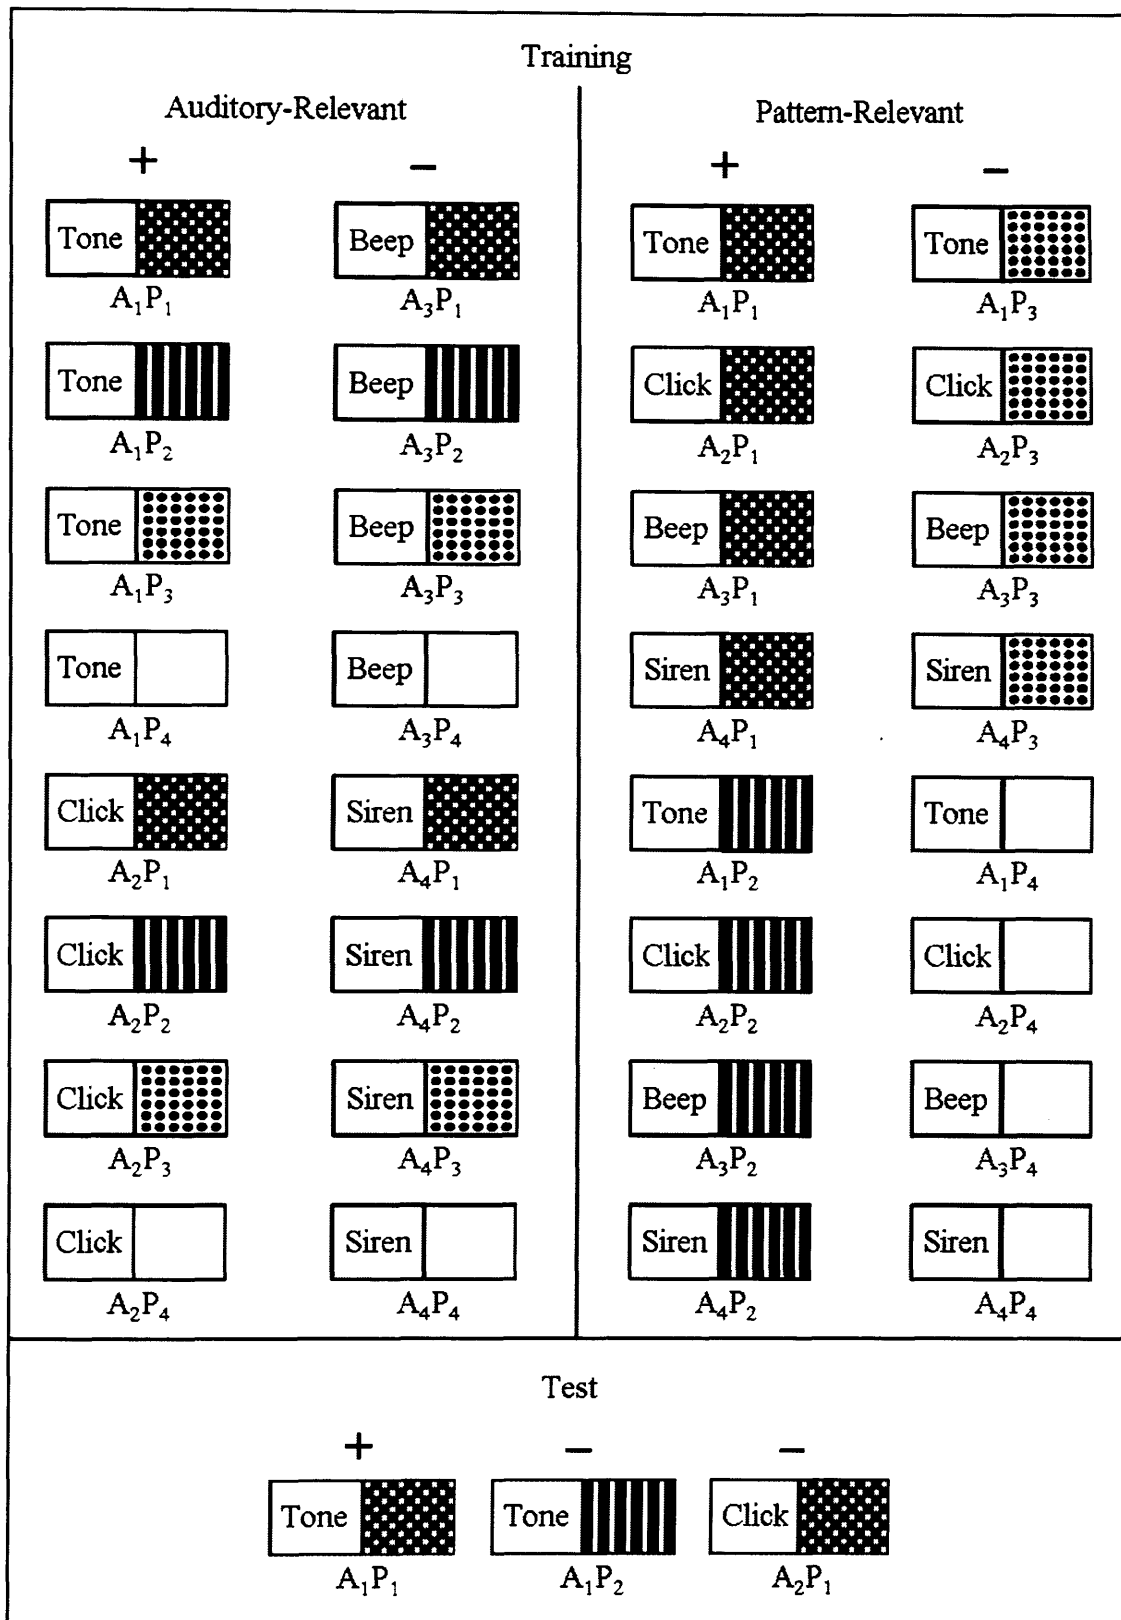 Training
Auditory-Relevant Pattern-Relevant
+ − + −
Tone Beep Tone Tone
A₁P₁ A₃P₁ A₁P₁ A₁P₃
Tone Beep Click Click
A₁P₂ A₃P₂ A₂P₁ A₂P₃
Tone Beep Beep Beep
A₁P₃ A₃P₃ A₃P₁ A₃P₃
Tone Beep Siren Siren
A₁P₄ A₃P₄ A₄P₁ A₄P₃
Click Siren Tone Tone
A₂P₁ A₄P₁ A₁P₂ A₁P₄
Click Siren Click Click
A₂P₂ A₄P₂ A₂P₂ A₂P₄
Click Siren Beep Beep
A₂P₃ A₄P₃ A₃P₂ A₃P₄
Click Siren Siren Siren
A₂P₄ A₄P₄ A₄P₂ A₄P₄
Test
+ − −
Tone Tone Click
A₁P₁ A₁P₂ A₂P₁